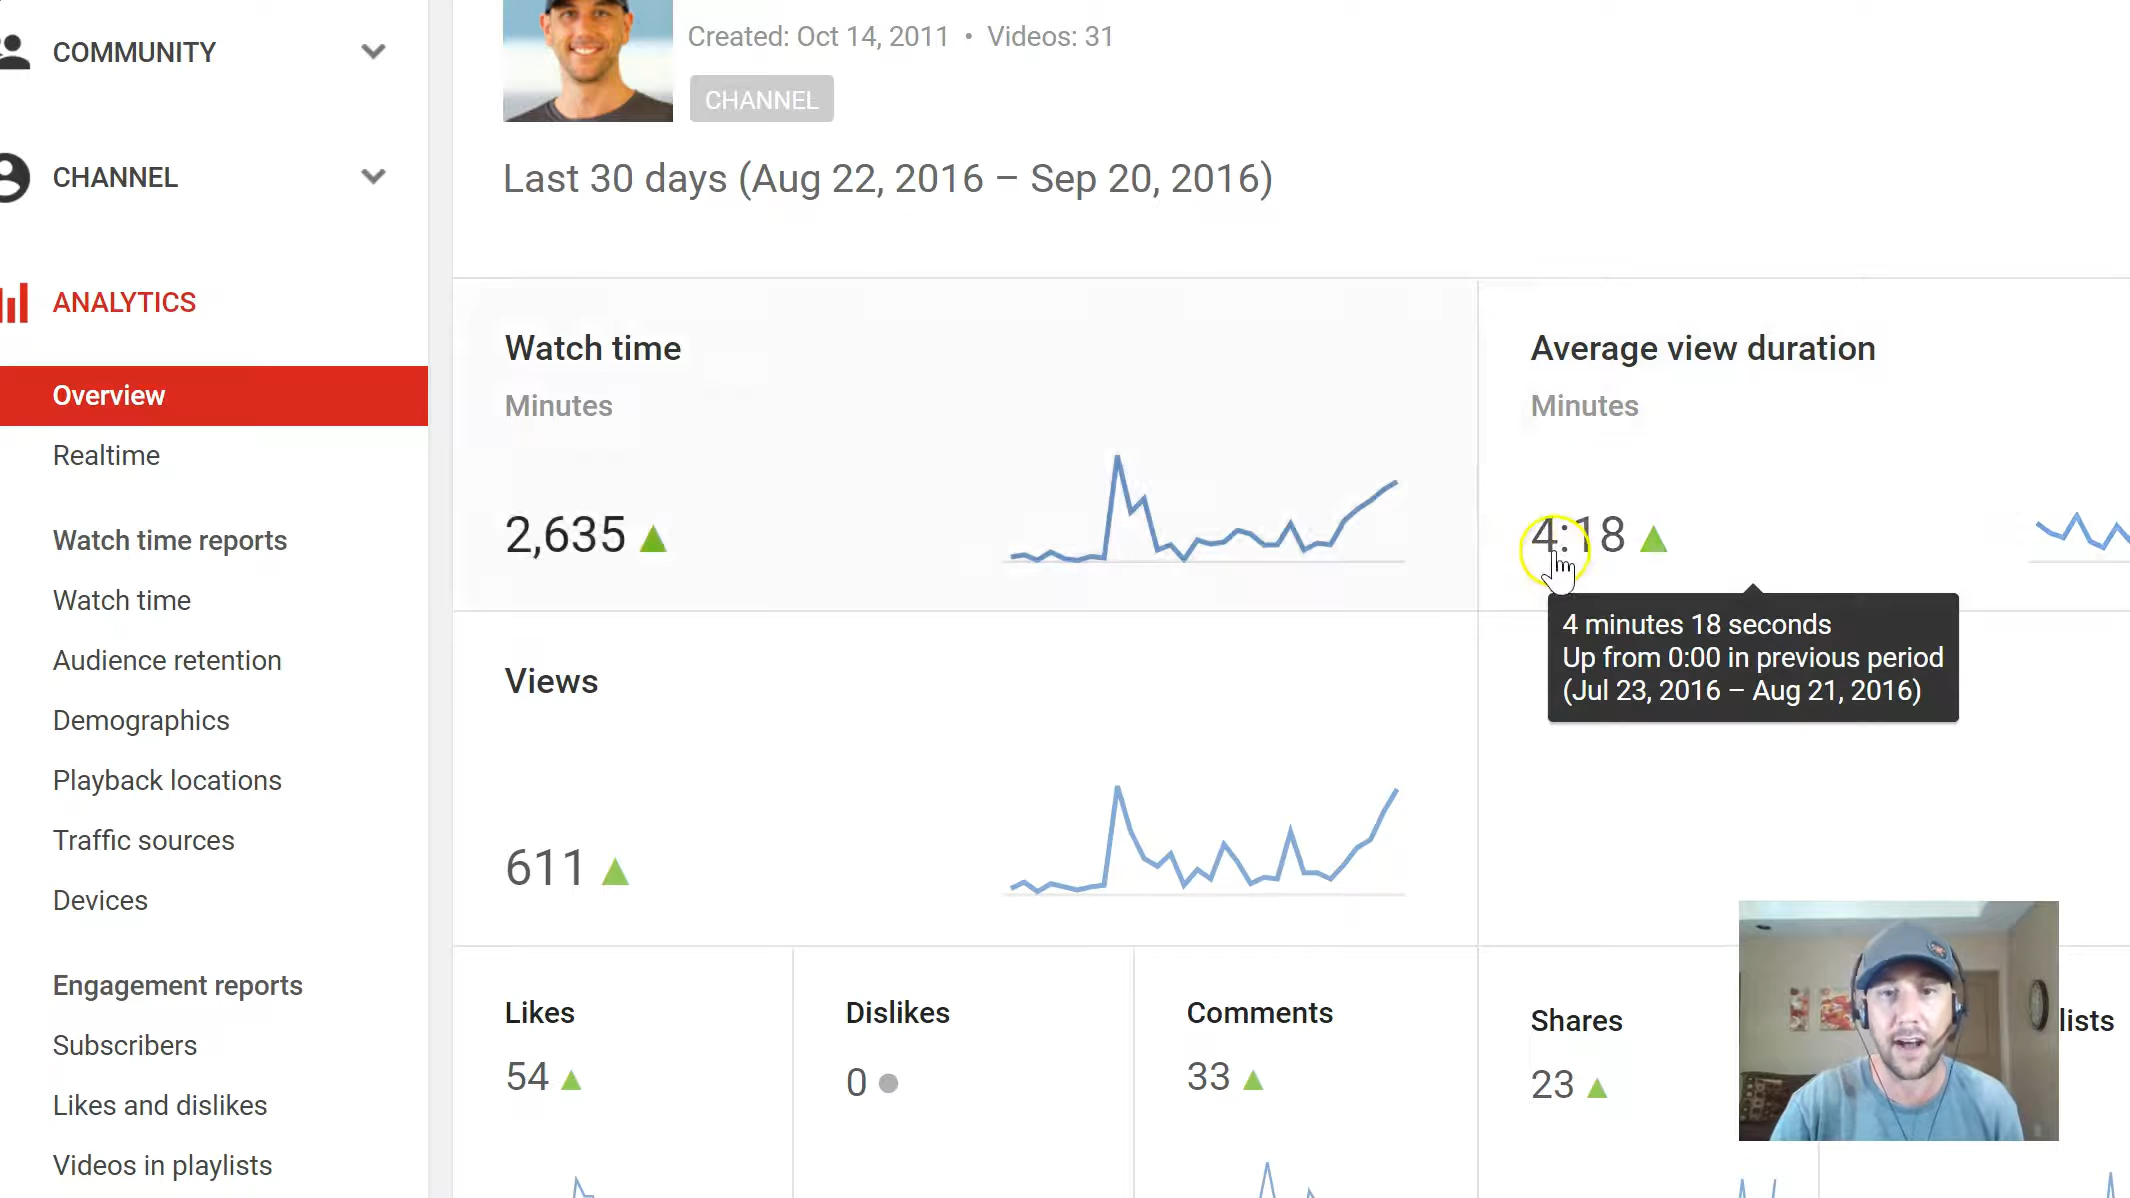 COMMUNITY
CHANNEL
ANALYTICS
Overview
Realtime
Watch time reports
Watch time
Audience retention
Demographics
Playback locations
Traffic sources
Devices
Engagement reports
Subscribers
Likes and dislikes
Videos in playlists
Created: Oct 14, 2011 • Videos: 31
CHANNEL
Last 30 days (Aug 22, 2016 – Sep 20, 2016)
Watch time
Minutes
2,635
Average view duration
Minutes
4:18
4 minutes 18 seconds
Up from 0:00 in previous period
(Jul 23, 2016 – Aug 21, 2016)
Views
611
Likes
54
Dislikes
0
Comments
33
Shares
23
lists